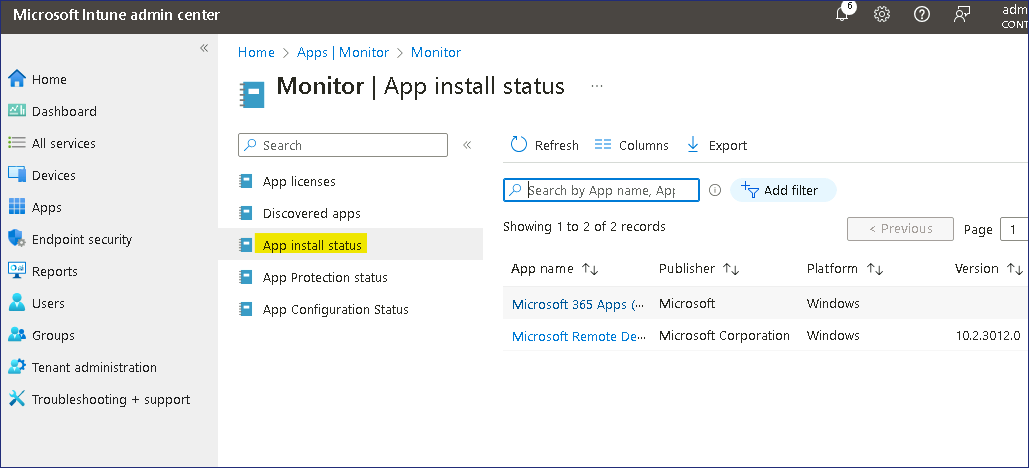 Microsoft Intune admin center
6
adm
CONT
«
Home
Dashboard
All services
Devices
Apps
Endpoint security
Reports
Users
Groups
Tenant administration
Troubleshooting + support
Home > Apps | Monitor > Monitor
Monitor | App install status ...
Search «
App licenses
Discovered apps
App install status
App Protection status
App Configuration Status
Refresh Columns Export
Search by App name, App Add filter
Showing 1 to 2 of 2 records < Previous Page 1
App name ↑↓ Publisher ↑↓ Platform ↑↓ Version ↑↓
Microsoft 365 Apps (... Microsoft Windows
Microsoft Remote De... Microsoft Corporation Windows 10.2.3012.0